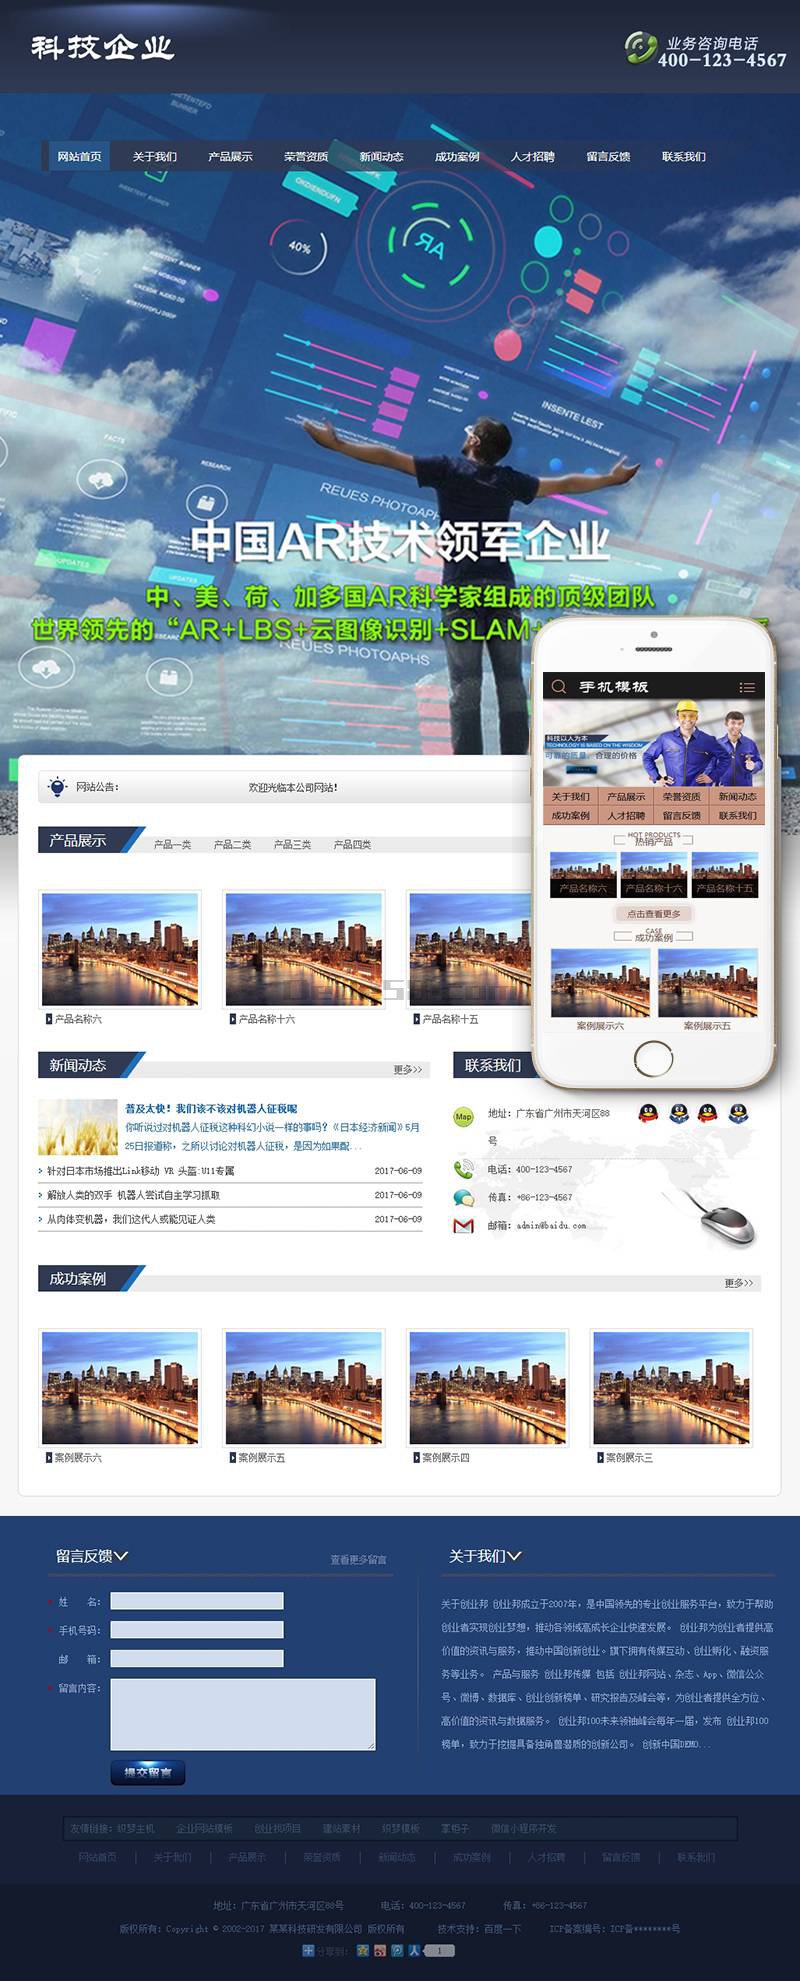 科技企业
业务咨询电话
400-123-4567
网站首页 关于我们 产品展示 荣誉资质 新闻动态 成功案例 人才招聘 留言反馈 联系我们
40%
AR
INSENTE LEST
FACTS
RESEARCH
REUES PHOTOAPHS
UPDATES
UPDATES
中国AR技术领军企业
中、美、荷、加多国AR科学家组成的顶级团队
世界领先的“AR+LBS+云图像识别+SLAM+
REUES PHOTOAPHS
手机模板
科技以人为本
TECHNOLOGY IS BASED ON THE WISDOM
可靠的质量，合理的价格
关于我们 产品展示 荣誉资质 新闻动态
成功案例 人才招聘 留言反馈 联系我们
HOT PRODUCTS
热销产品
产品名称六 产品名称十六 产品名称十五
点击查看更多
CASE
成功案例
案例展示六 案例展示五
网站公告： 欢迎光临本公司网站！
产品展示 产品一类 产品二类 产品三类 产品四类
产品名称六 产品名称十六 产品名称十五
新闻动态 更多>>
普及太快！我们该不该对机器人征税呢
你听说过对机器人征税这种科幻小说一样的事吗？《日本经济新闻》5月
25日报道称，之所以讨论对机器人征税，是因为如果配...
针对日本市场推出Link移动 VR 头盔:U11专属 2017-06-09
解放人类的双手 机器人尝试自主学习抓取 2017-06-09
从肉体变机器，我们这代人或能见证人类 2017-06-09
联系我们
Map 地址：广东省广州市天河区88
号
电话：400-123-4567
传真：+86-123-4567
邮箱：admin@baidu.com
成功案例 更多>>
案例展示六 案例展示五 案例展示四 案例展示三
留言反馈 查看更多留言
* 姓 名：
* 手机号码：
邮 箱：
* 留言内容：
提交留言
关于我们
关于创业邦 创业邦成立于2007年，是中国领先的专业创业服务平台，致力于帮助
创业者实现创业梦想，推动各领域高成长企业快速发展。 创业邦为创业者提供高
价值的资讯与服务，推动中国创新创业。旗下拥有传媒互动、创业孵化、融资服
务等业务。 产品与服务 创业邦传媒 包括 创业邦网站、杂志、App、微信公众
号、微博、数据库、创业创新榜单、研究报告及峰会等，为创业者提供全方位、
高价值的资讯与数据服务。 创业邦100未来领袖峰会每年一届，发布 创业邦100
榜单，致力于挖掘具备独角兽潜质的创新公司。 创新中国DEMO...
友情链接：织梦主机 企业网站模板 创业找项目 建站素材 织梦模板 掌柜子 微信小程序开发
网站首页 | 关于我们 | 产品展示 | 荣誉资质 | 新闻动态 | 成功案例 | 人才招聘 | 留言反馈 | 联系我们
地址：广东省广州市天河区88号 电话：400-123-4567 传真：+86-123-4567
版权所有：Copyright © 2002-2017 某某科技研发有限公司 版权所有 技术支持：百度一下 ICP备案编号：ICP备********号
分享到： 1